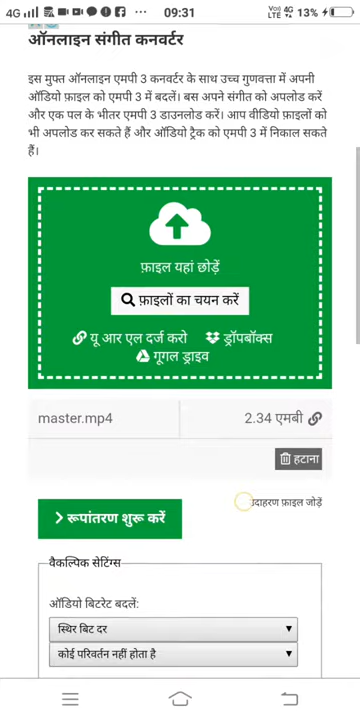 4G 09:31 Voo) LTE 4G 13%
ऑनलाइन संगीत कनवर्टर
इस मुफ्त ऑनलाइन एमपी 3 कनवर्टर के साथ उच्च गुणवत्ता में अपनी
ऑडियो फ़ाइल को एमपी 3 में बदलें। बस अपने संगीत को अपलोड करें
और एक पल के भीतर एमपी 3 डाउनलोड करें। आप वीडियो फ़ाइलों को
भी अपलोड कर सकते हैं और ऑडियो ट्रैक को एमपी 3 में निकाल सकते
हैं।
फ़ाइल यहां छोड़ें
फ़ाइलों का चयन करें
यू आर एल दर्ज करो ड्रॉपबॉक्स
गूगल ड्राइव
master.mp4 2.34 एमबी
हटाना
उदाहरण फ़ाइल जोड़ें
रूपांतरण शुरू करें
वैकल्पिक सेटिंग्स
ऑडियो बिटरेट बदलें:
स्थिर बिट दर
कोई परिवर्तन नहीं होता है